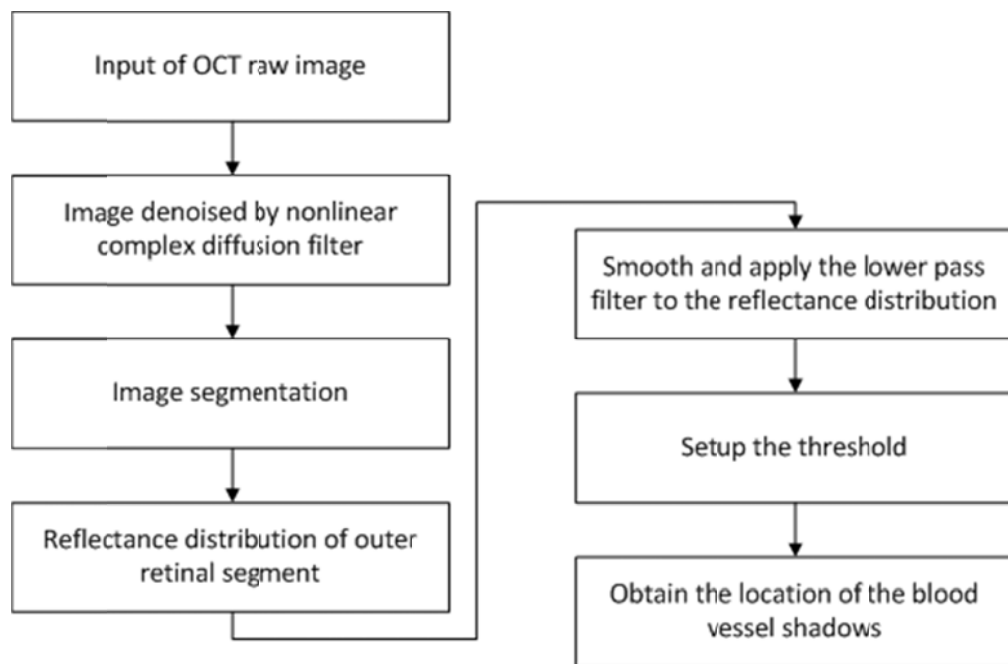 Input of OCT raw image
Image denoised by nonlinear
complex diffusion filter
Image segmentation
Reflectance distribution of outer
retinal segment
Smooth and apply the lower pass
filter to the reflectance distribution
Setup the threshold
Obtain the location of the blood
vessel shadows